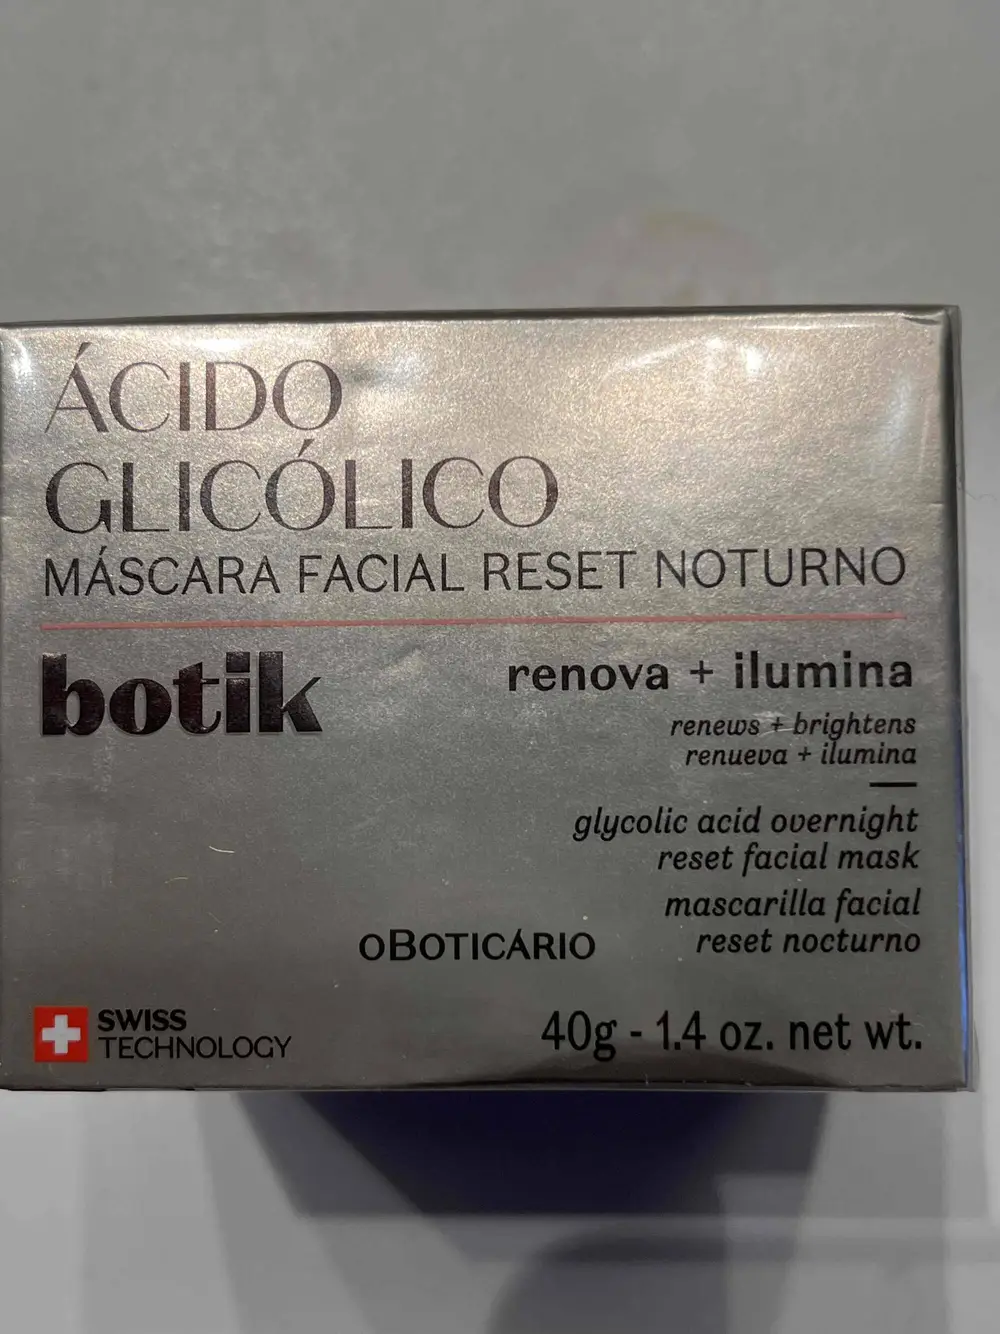 ÁCIDO
GLICÓLICO
MÁSCARA FACIAL RESET NOTURNO
botik
renova + ilumina
renews + brightens
renueva + ilumina
glycolic acid overnight
reset facial mask
mascarilla facial
reset nocturno
oBOTICÁRIO
SWISS
TECHNOLOGY
40g - 1.4 oz. net wt.